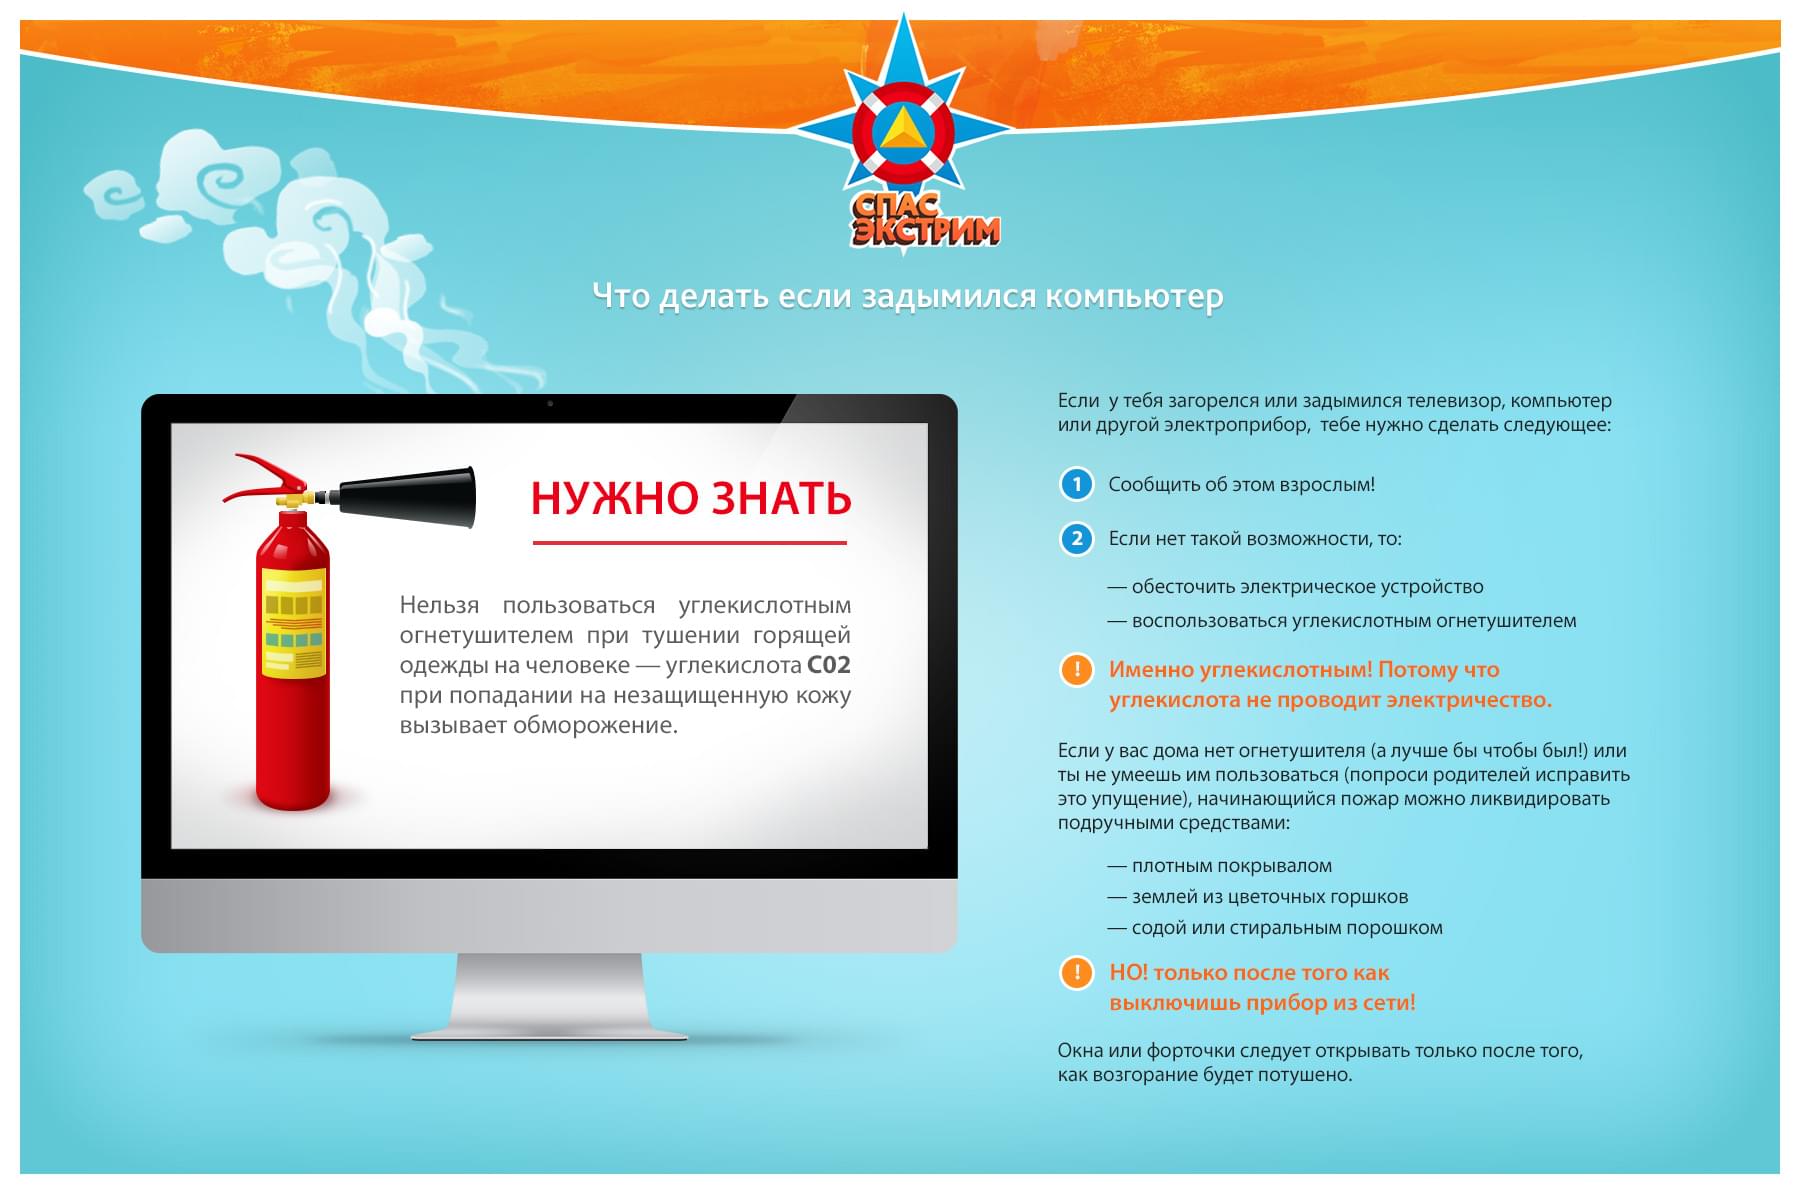 СПАС
ЭКСТРИМ
Что делать если задымился компьютер
НУЖНО ЗНАТЬ
Нельзя пользоваться углекислотным
огнетушителем при тушении горящей
одежды на человеке — углекислота С02
при попадании на незащищенную кожу
вызывает обморожение.
Если у тебя загорелся или задымился телевизор, компьютер
или другой электроприбор, тебе нужно сделать следующее:
1 Сообщить об этом взрослым!
2 Если нет такой возможности, то:
— обесточить электрическое устройство
— воспользоваться углекислотным огнетушителем
! Именно углекислотным! Потому что
углекислота не проводит электричество.
Если у вас дома нет огнетушителя (а лучше бы чтобы был!) или
ты не умеешь им пользоваться (попроси родителей исправить
это упущение), начинающийся пожар можно ликвидировать
подручными средствами:
— плотным покрывалом
— землей из цветочных горшков
— содой или стиральным порошком
! НО! только после того как
выключишь прибор из сети!
Окна или форточки следует открывать только после того,
как возгорание будет потушено.